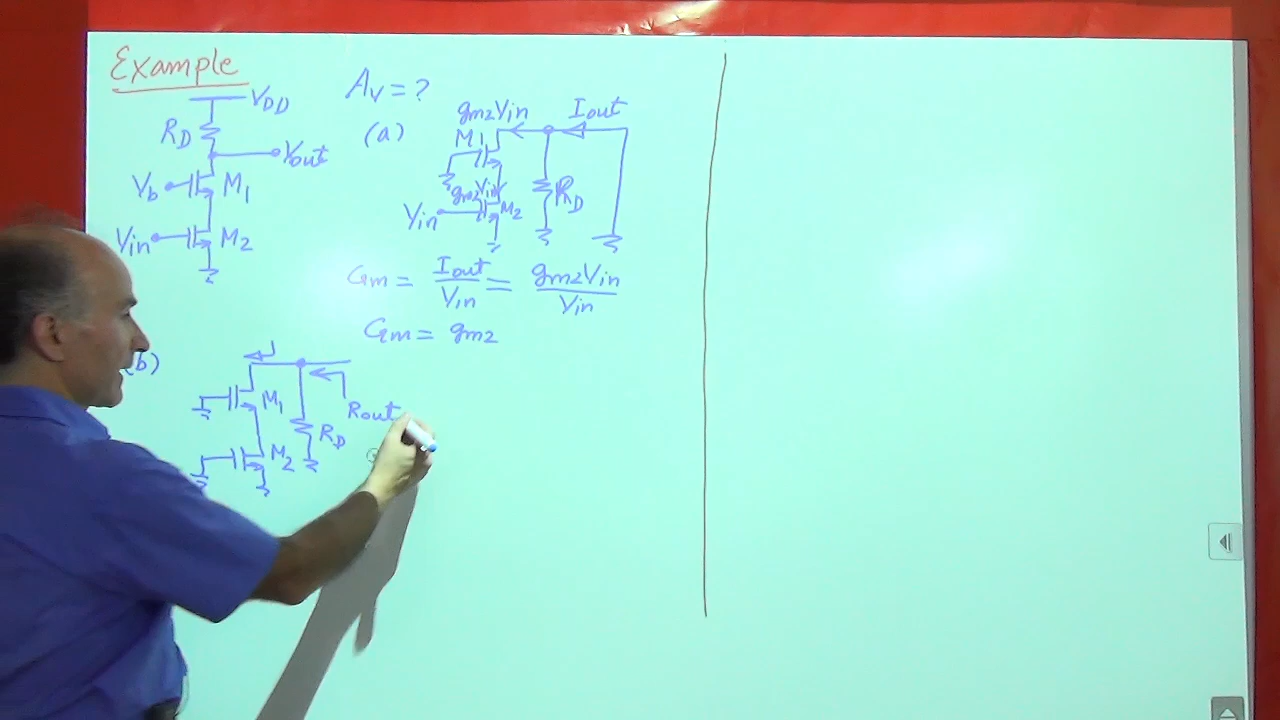 Example
VDD
RD
Vout
Vb
M1
Vin
M2
Av = ?
(a)
gm2Vin
Iout
M1
gm2Vin
RD
Vin
M2
Gm = Iout/Vin = gm2Vin/Vin
Gm = gm2
(b)
M1
Rout
RD
M2